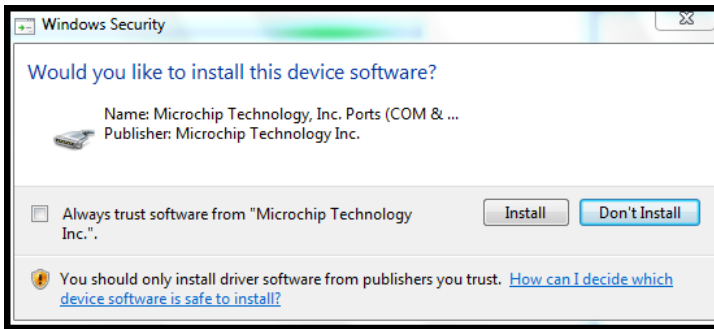 Windows Security
Would you like to install this device software?
Name: Microchip Technology, Inc. Ports (COM & ...
Publisher: Microchip Technology Inc.
Always trust software from "Microchip Technology
Inc.".
Install
Don't Install
You should only install driver software from publishers you trust. How can I decide which
device software is safe to install?